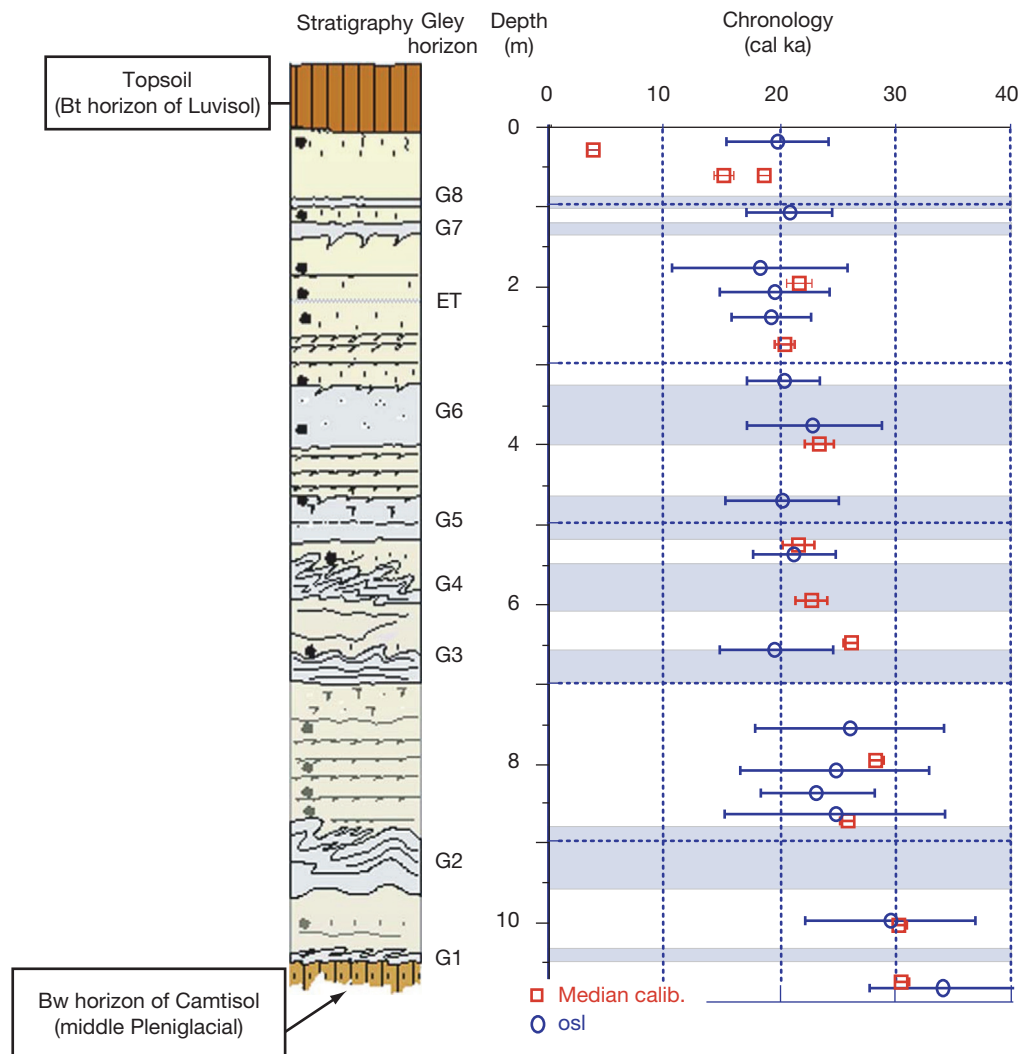 Stratigraphy
Gley
horizon
Depth
(m)
Chronology
(cal ka)
0
10
20
30
40
Topsoil
(Bt horizon of Luvisol)
0
G8
G7
2
ET
G6
4
G5
G4
6
G3
8
G2
10
G1
Bw horizon of Camtisol
(middle Pleniglacial)
Median calib.
osl